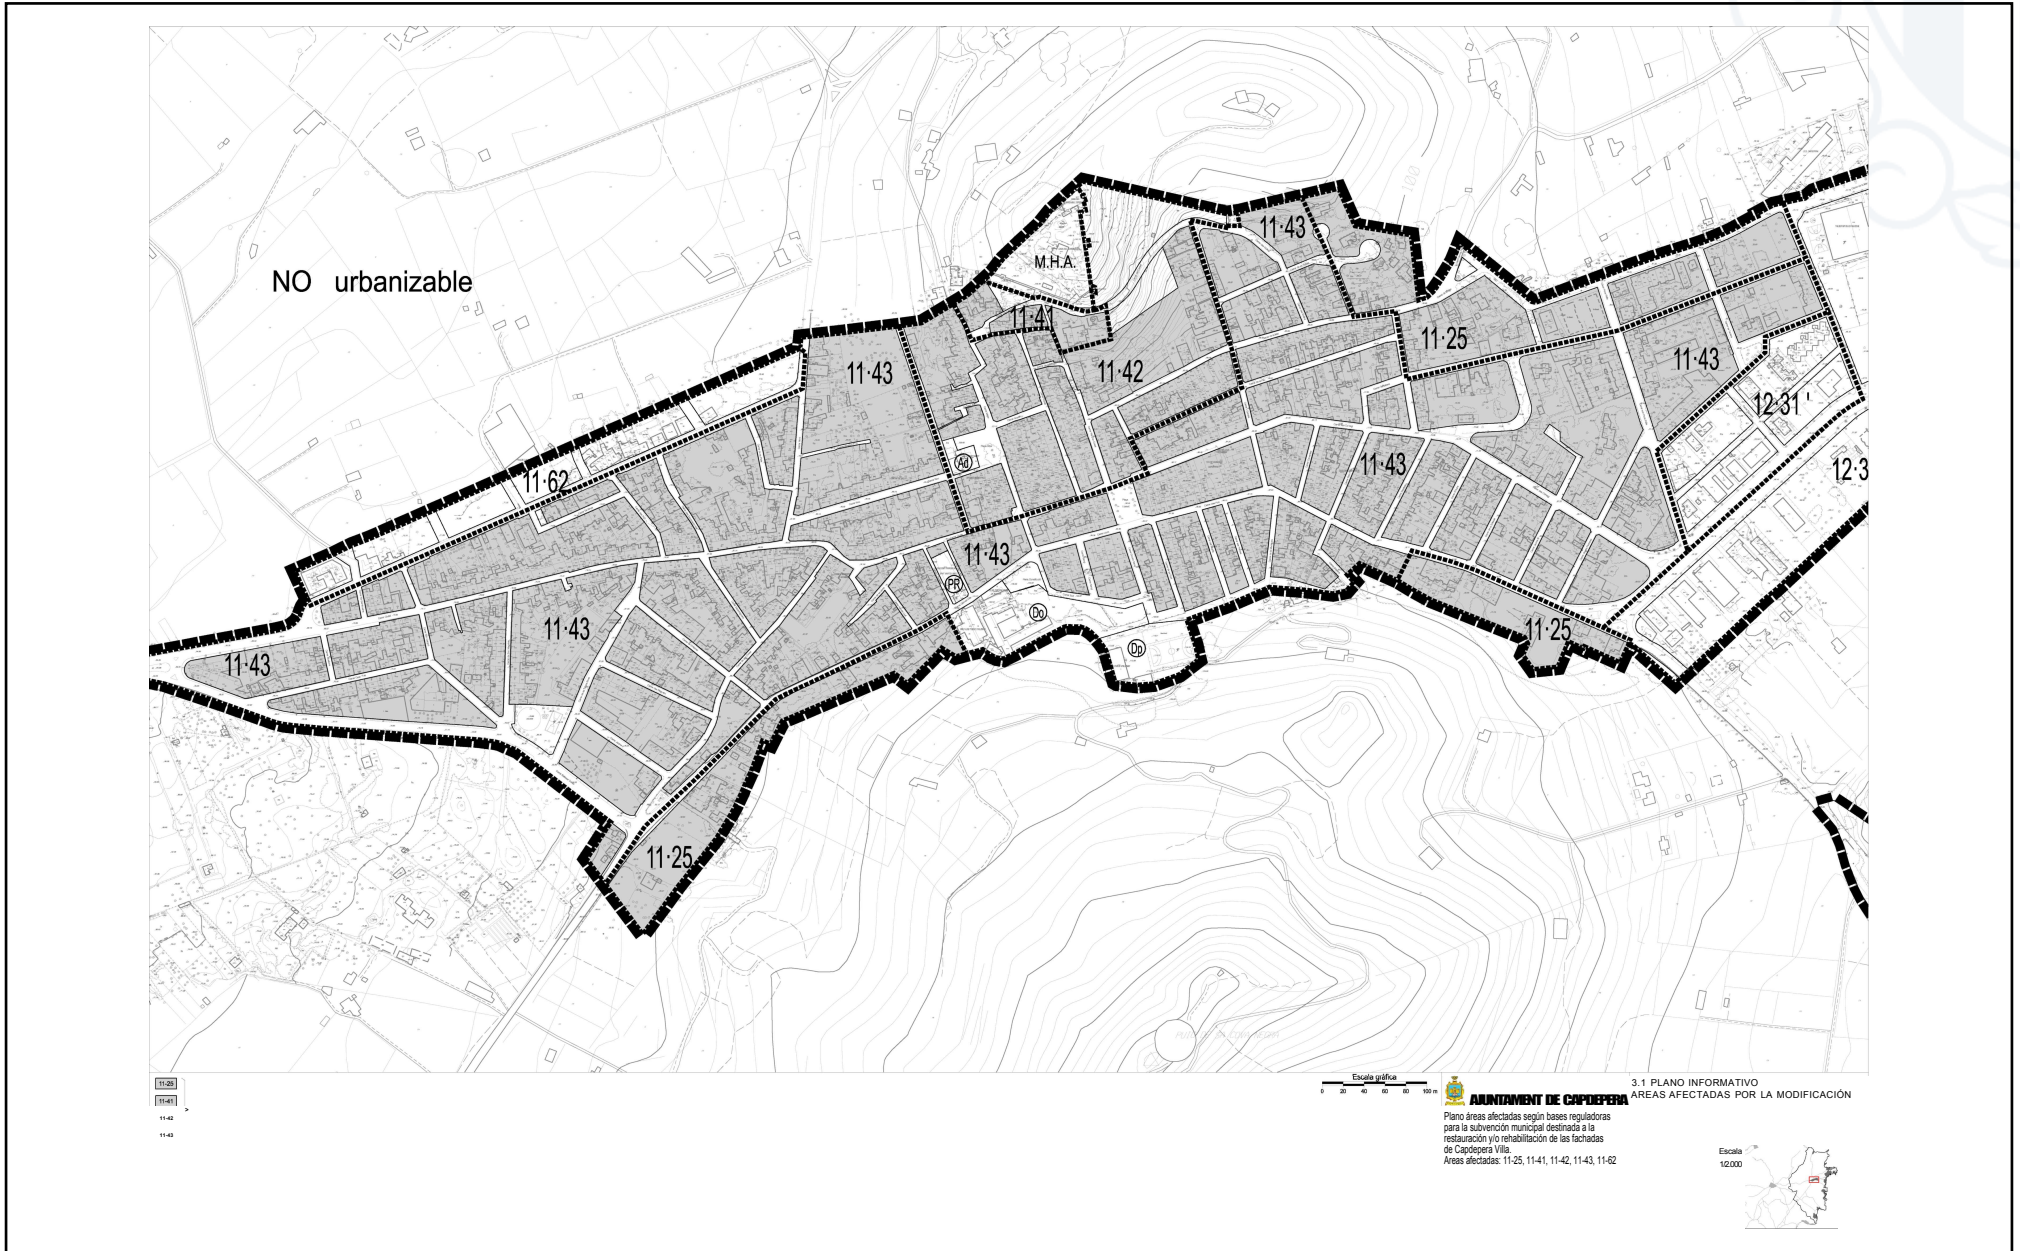 100
11·43
M.H.A.
NO urbanizable
11·41
11·25
11·43
11·42
11·43
12·31 '
Ad
11·43
12·3
11·62
11·43
PR
Do
11·43
11·25
Dp
11·43
11·25
11-25
11-41
>
11-42
11-43
Escala gráfica
0 20 40 60 80 100 m
AJUNTAMENT DE CAPDEPERA
3.1 PLANO INFORMATIVO
AREAS AFECTADAS POR LA MODIFICACIÓN
Plano áreas afectadas según bases reguladoras
para la subvención municipal destinada a la
restauración y/o rehabilitación de las fachadas
de Capdepera Villa.
Areas afectadas: 11-25, 11-41, 11-42, 11-43, 11-62
Escala
1/2.000